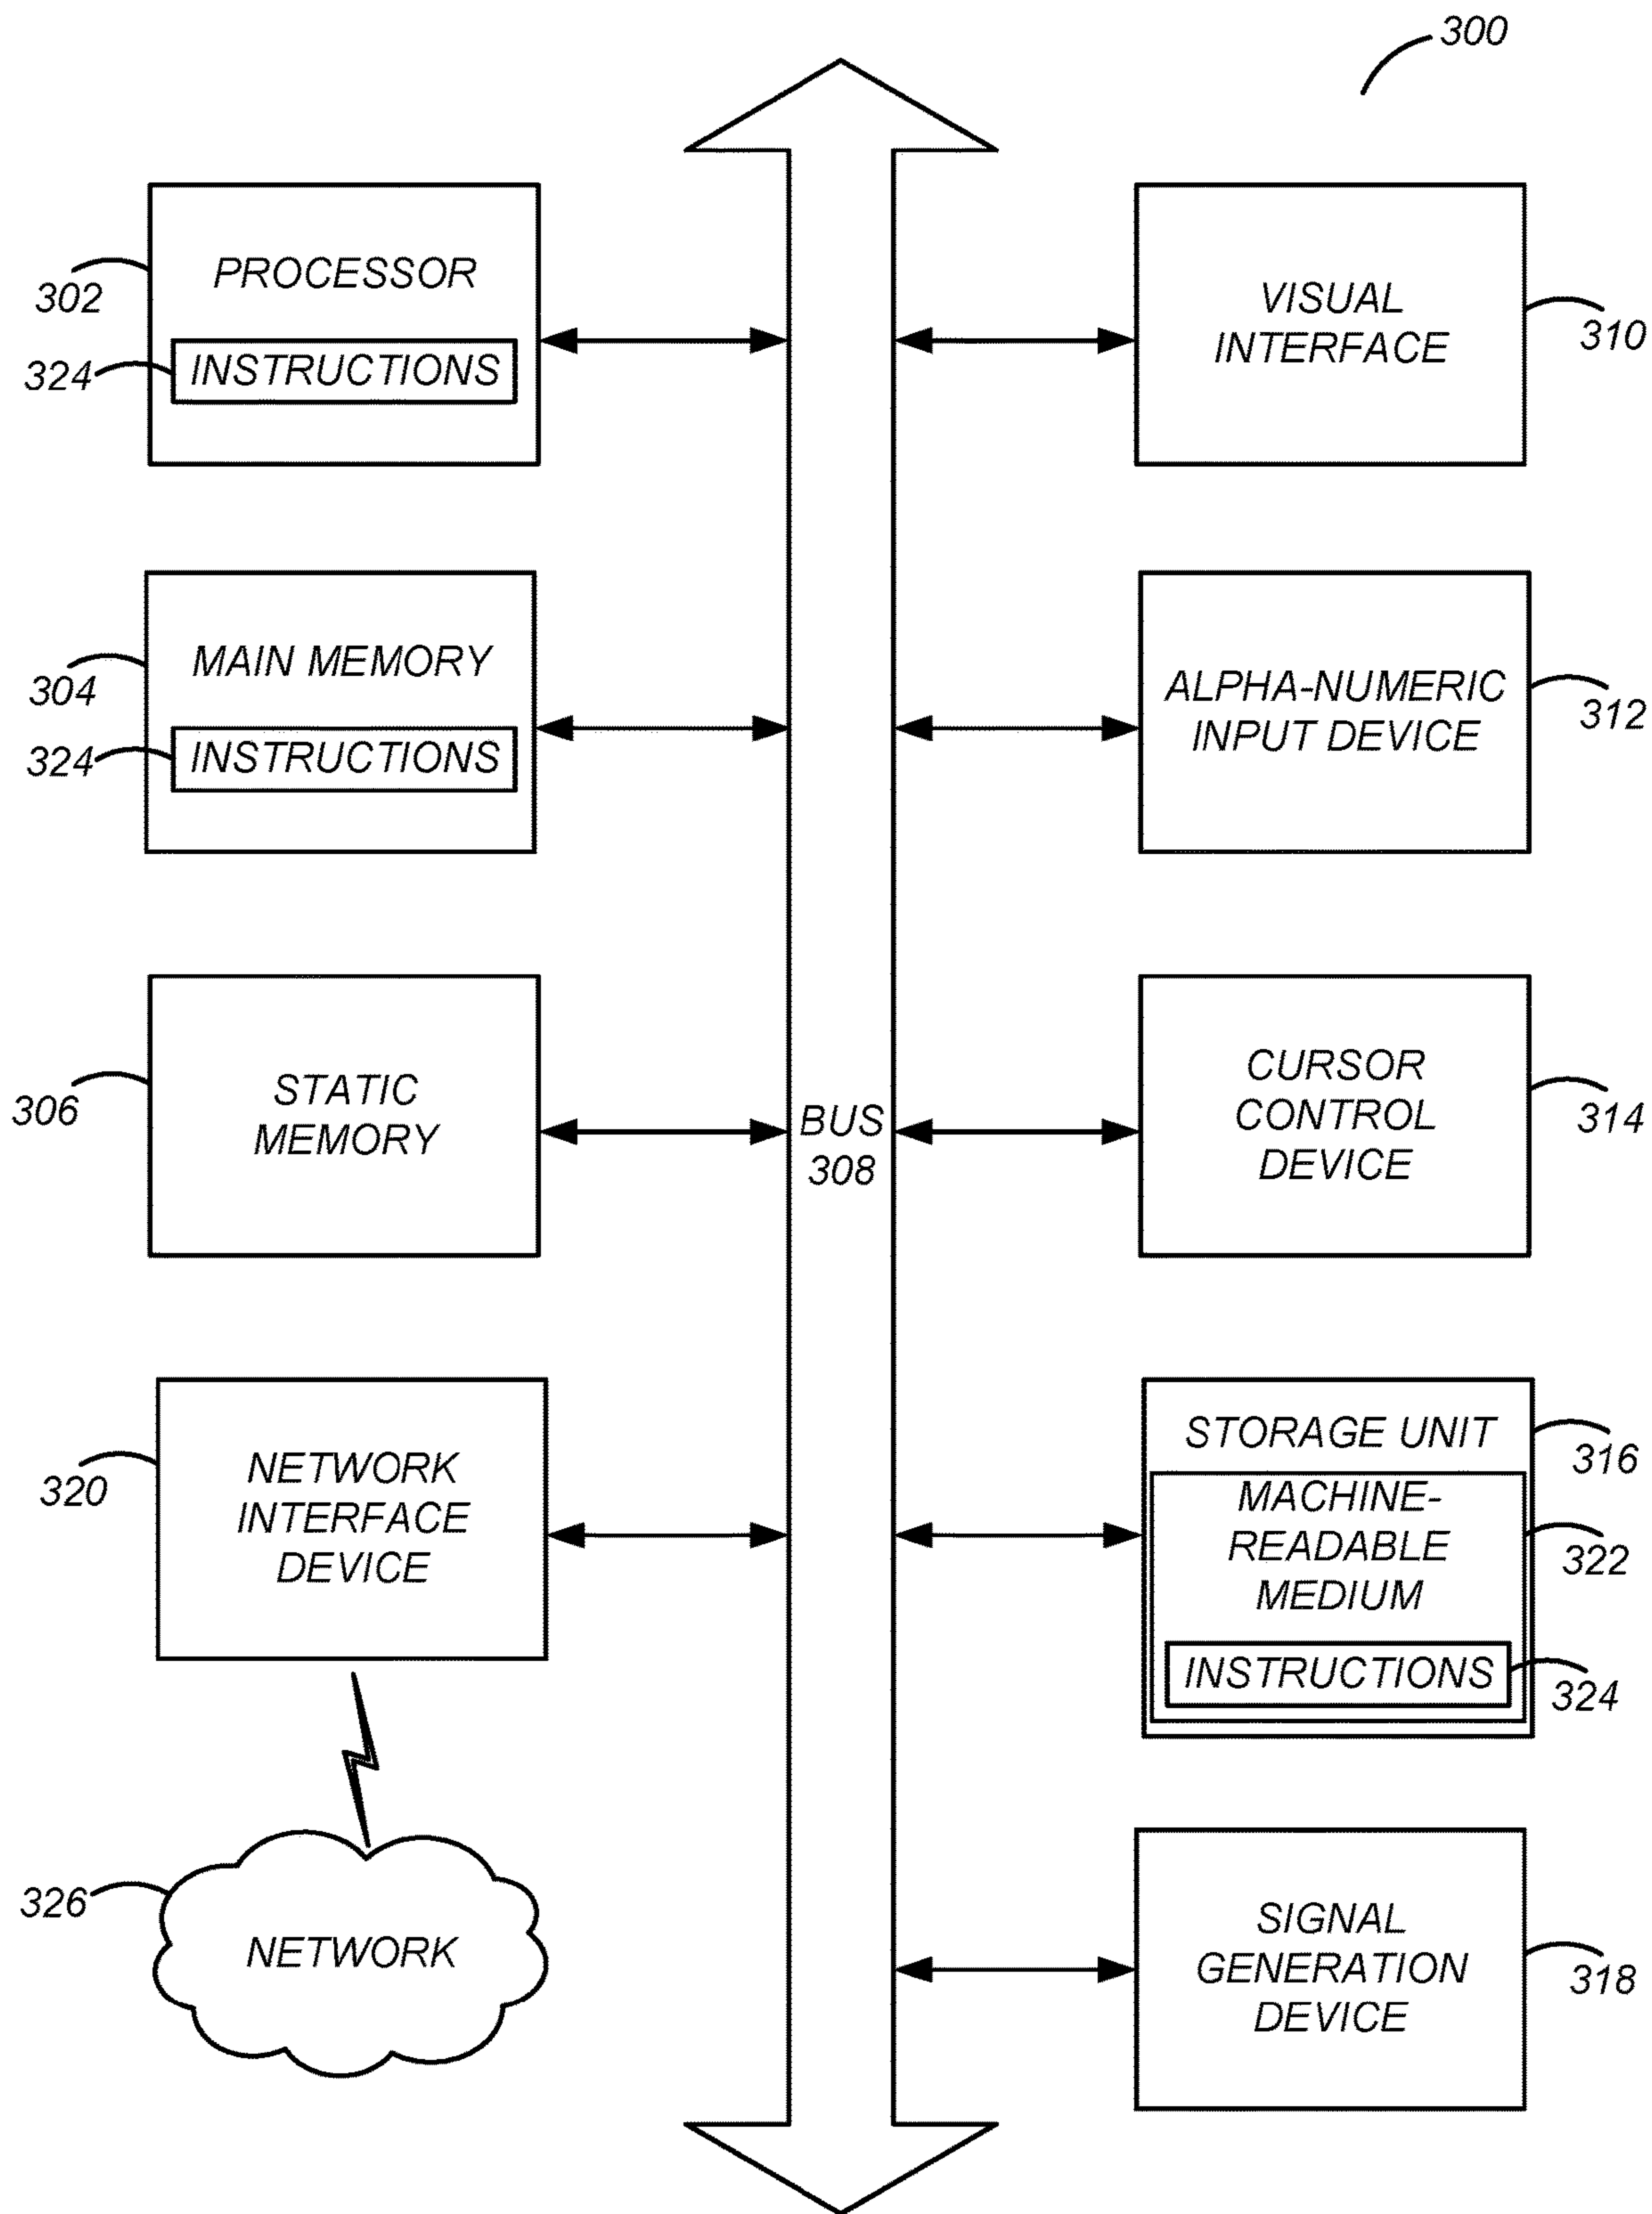 300
PROCESSOR
302
324
INSTRUCTIONS
VISUAL
INTERFACE
310
MAIN MEMORY
304
324
INSTRUCTIONS
ALPHA-NUMERIC
INPUT DEVICE
312
STATIC
MEMORY
306
BUS
308
CURSOR
CONTROL
DEVICE
314
NETWORK
INTERFACE
DEVICE
320
STORAGE UNIT
316
MACHINE-
READABLE
MEDIUM
322
INSTRUCTIONS
324
326
NETWORK
SIGNAL
GENERATION
DEVICE
318